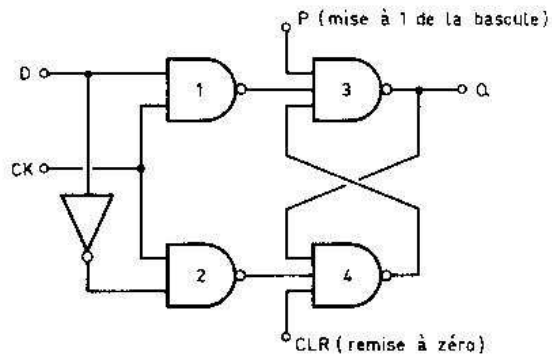 P (mise à 1 de la bascule)
D
1
3
Q
CK
2
4
CLR (remise à zéro)